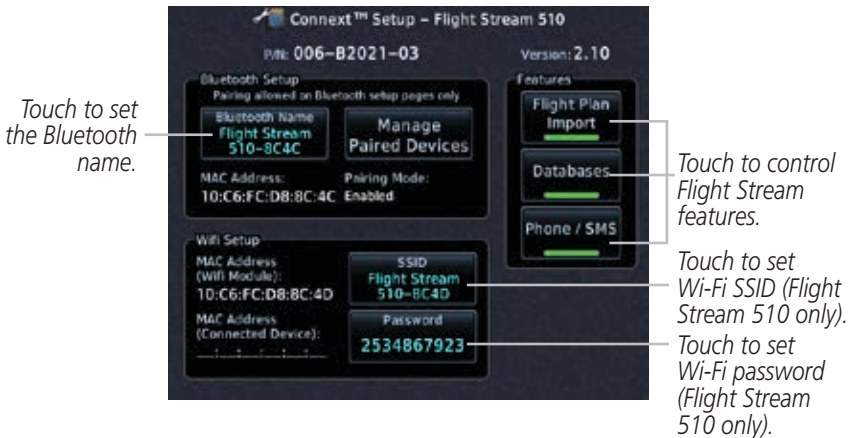 Connext™ Setup – Flight Stream 510
P/N: 006-B2021-03
Version: 2.10
Touch to set
the Bluetooth
name.
Bluetooth Setup
Pairing allowed on Bluetooth setup pages only
Bluetooth Name
Flight Stream
510-8C4C
Manage
Paired Devices
MAC Address:
10:C6:FC:D8:8C:4C
Pairing Mode:
Enabled
Features
Flight Plan
Import
Databases
Phone / SMS
Touch to control
Flight Stream
features.
Wifi Setup
MAC Address
(Wifi Module):
10:C6:FC:D8:8C:4D
MAC Address
(Connected Device):
SSID
Flight Stream
510-8C4D
Password
2534867923
Touch to set
Wi-Fi SSID (Flight
Stream 510 only).
Touch to set
Wi-Fi password
(Flight Stream
510 only).